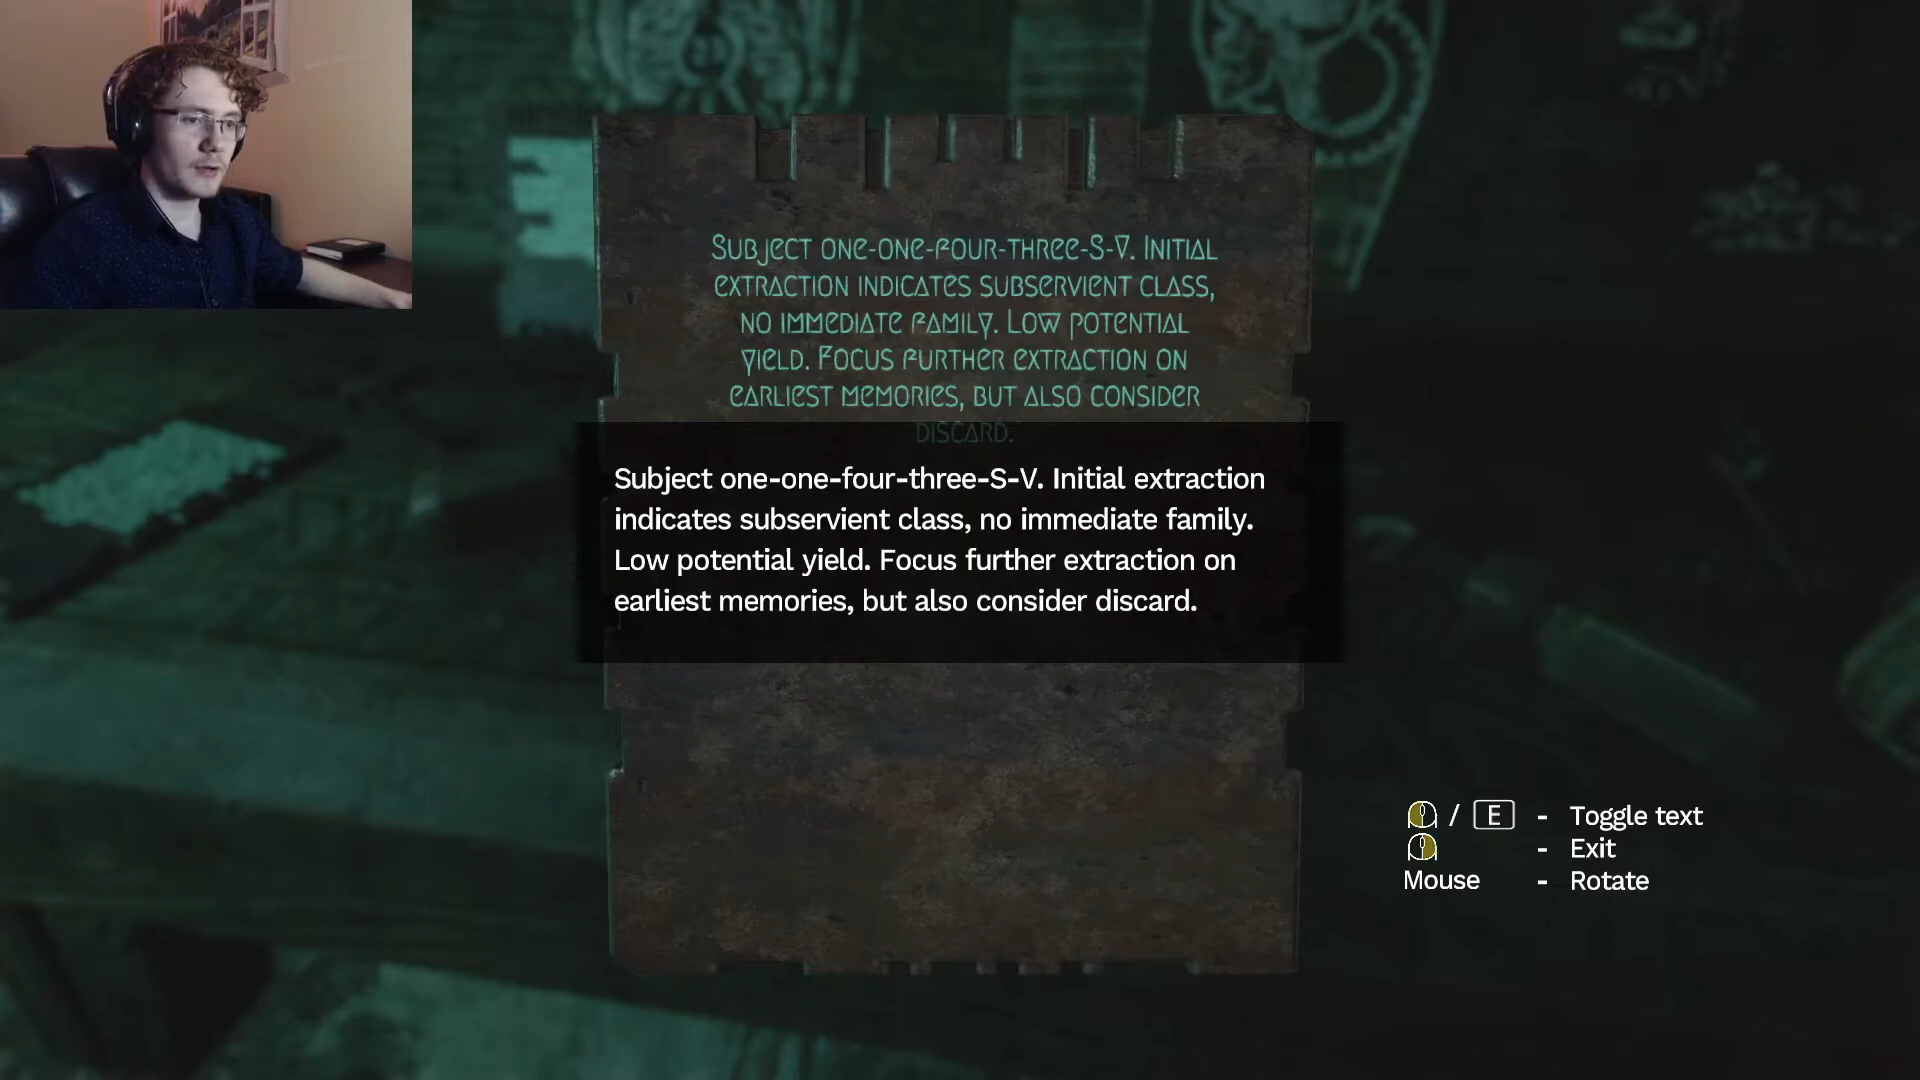 SUBJECT ONE-ONE-FOUR-THREE-S-V. INITIAL
EXTRACTION INDICATES SUBSERVIENT CLASS,
NO IMMEDIATE FAMILY. LOW POTENTIAL
YIELD. FOCUS FURTHER EXTRACTION ON
EARLIEST MEMORIES, BUT ALSO CONSIDER
DISCARD.
Subject one-one-four-three-S-V. Initial extraction
indicates subservient class, no immediate family.
Low potential yield. Focus further extraction on
earliest memories, but also consider discard.
/ E - Toggle text
- Exit
Mouse - Rotate